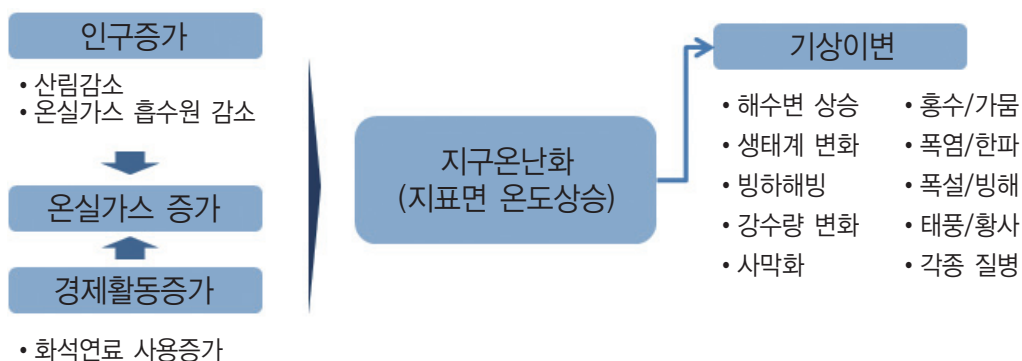 인구증가
• 산림감소
• 온실가스 흡수원 감소
온실가스 증가
경제활동증가
• 화석연료 사용증가
지구온난화
(지표면 온도상승)
기상이변
• 해수변 상승
• 생태계 변화
• 빙하해빙
• 강수량 변화
• 사막화
• 홍수/가뭄
• 폭염/한파
• 폭설/빙해
• 태풍/황사
• 각종 질병